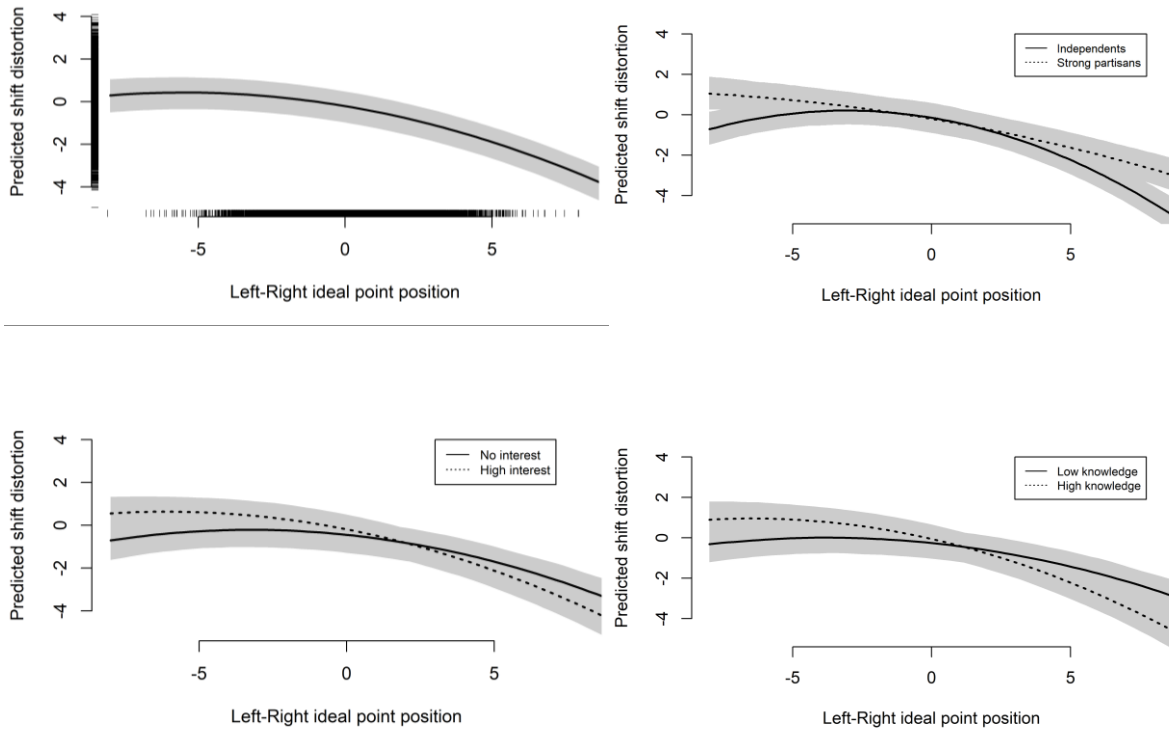 Predicted shift distortion
4
2
0
-2
-4
-5
0
5
Left-Right ideal point position
Predicted shift distortion
4
2
0
-2
-4
Independents
Strong partisans
-5
0
5
Left-Right ideal point position
Predicted shift distortion
4
2
0
-2
-4
No interest
High interest
-5
0
5
Left-Right ideal point position
Predicted shift distortion
4
2
0
-2
-4
Low knowledge
High knowledge
-5
0
5
Left-Right ideal point position